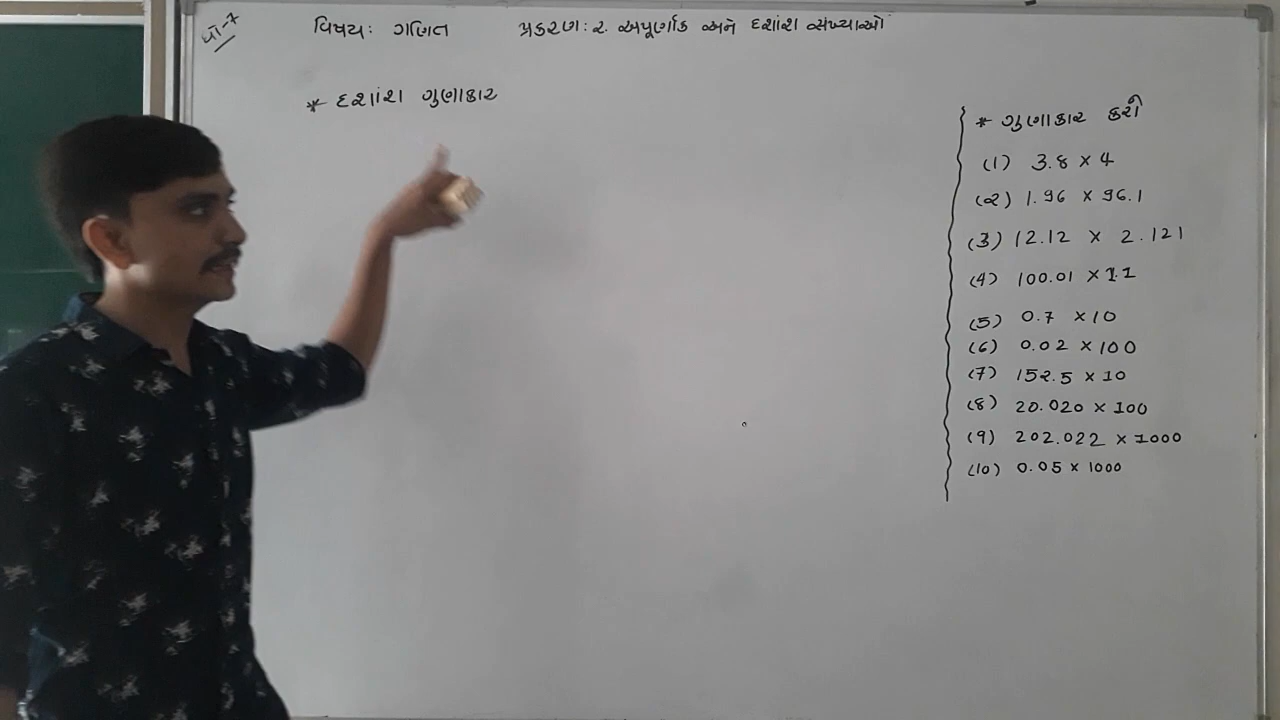 ધો-7
વિષય: ગણિત
પ્રકરણ: ૨. અપૂર્ણાંક અને દશાંશ સંખ્યાઓ
* દશાંશ ગુણાકાર
* ગુણાકાર કરો
(1) 3.8 × 4
(૨) 1.96 × 96.1
(3) 12.12 × 2.121
(4) 100.01 × 1.1
(5) 0.7 × 10
(6) 0.02 × 100
(7) 152.5 × 10
(8) 20.020 × 100
(9) 202.022 × 1000
(10) 0.05 × 1000